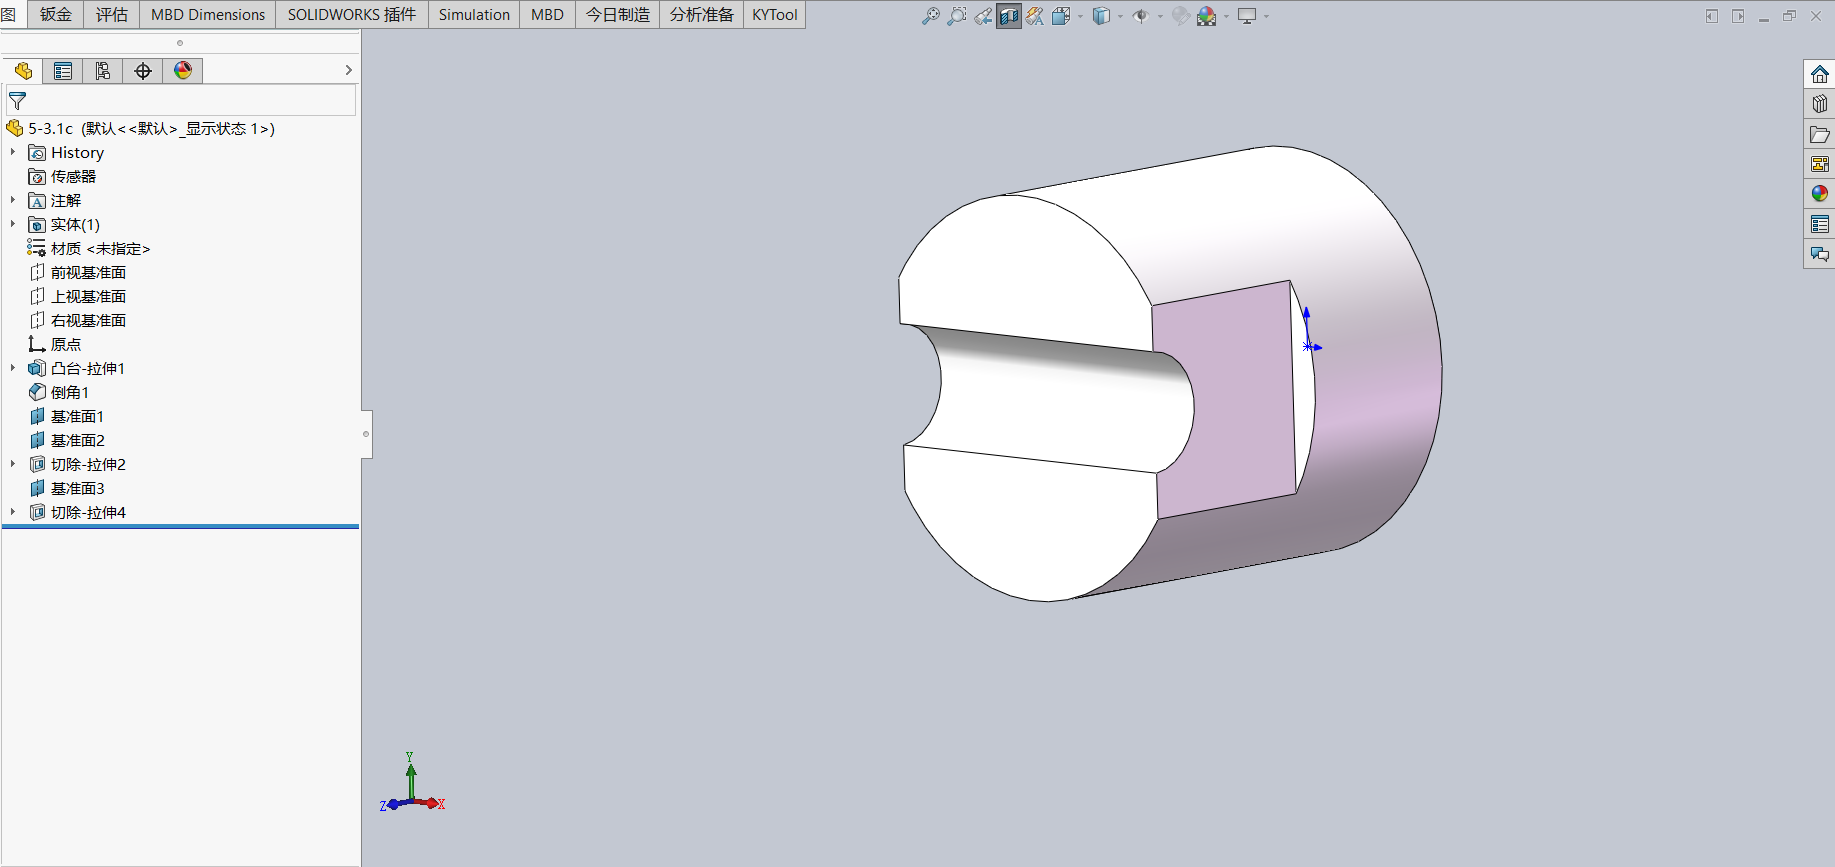 图 钣金 评估 MBD Dimensions SOLIDWORKS 插件 Simulation MBD 今日制造 分析准备 KYTool
5-3.1c (默认<<默认>_显示状态 1>)
History
传感器
注解
实体(1)
材质 <未指定>
前视基准面
上视基准面
右视基准面
原点
凸台-拉伸1
倒角1
基准面1
基准面2
切除-拉伸2
基准面3
切除-拉伸4
Y
Z X